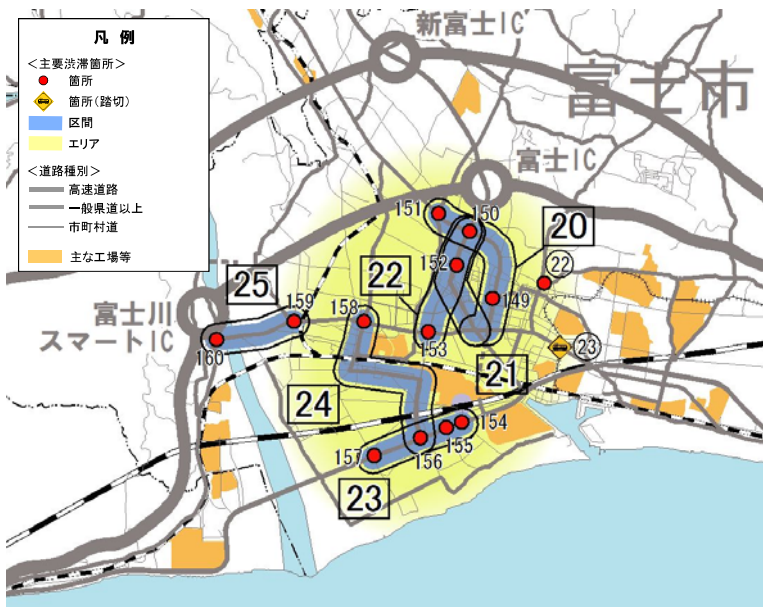 凡 例
＜主要渋滞箇所＞
箇所
箇所（踏切）
区間
エリア
＜道路種別＞
高速道路
一般県道以上
市町村道
主な工場等
新富士IC
富士市
富士IC
151
150
20
22
152
22
149
25
159
158
富士川
スマートIC
160
153
21
23
24
154
155
156
157
23